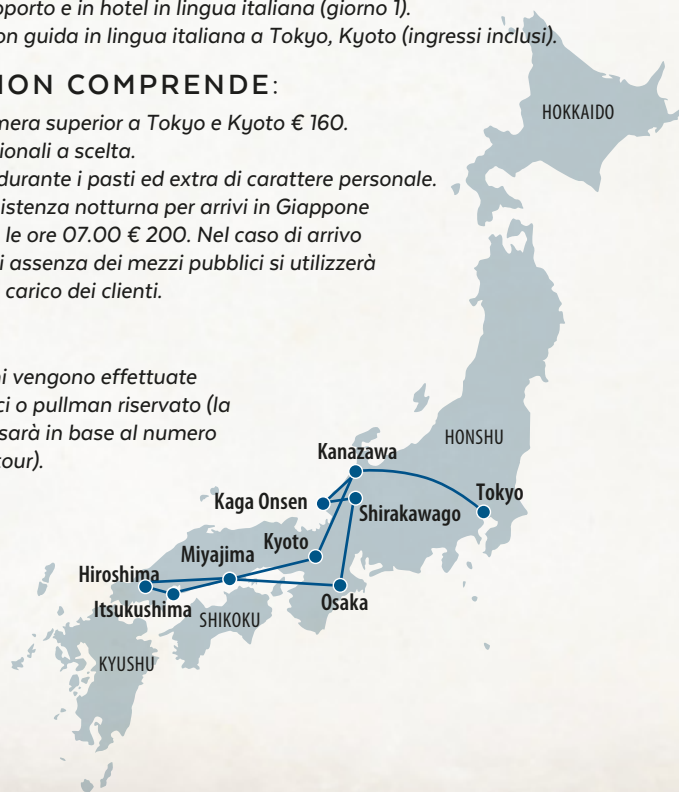 oporto e in hotel in lingua italiana (giorno 1).
on guida in lingua italiana a Tokyo, Kyoto (ingressi inclusi).
ION COMPRENDE:
mera superior a Tokyo e Kyoto € 160.
ionali a scelta.
durante i pasti ed extra di carattere personale.
istenza notturna per arrivi in Giappone
le ore 07.00 € 200. Nel caso di arrivo
i assenza dei mezzi pubblici si utilizzerà
carico dei clienti.
ni vengono effettuate
ci o pullman riservato (la
sarà in base al numero
tour).
HOKKAIDO
HONSHU
Kanazawa
Tokyo
Kaga Onsen
Shirakawago
Kyoto
Miyajima
Hiroshima
Itsukushima
Osaka
SHIKOKU
KYUSHU